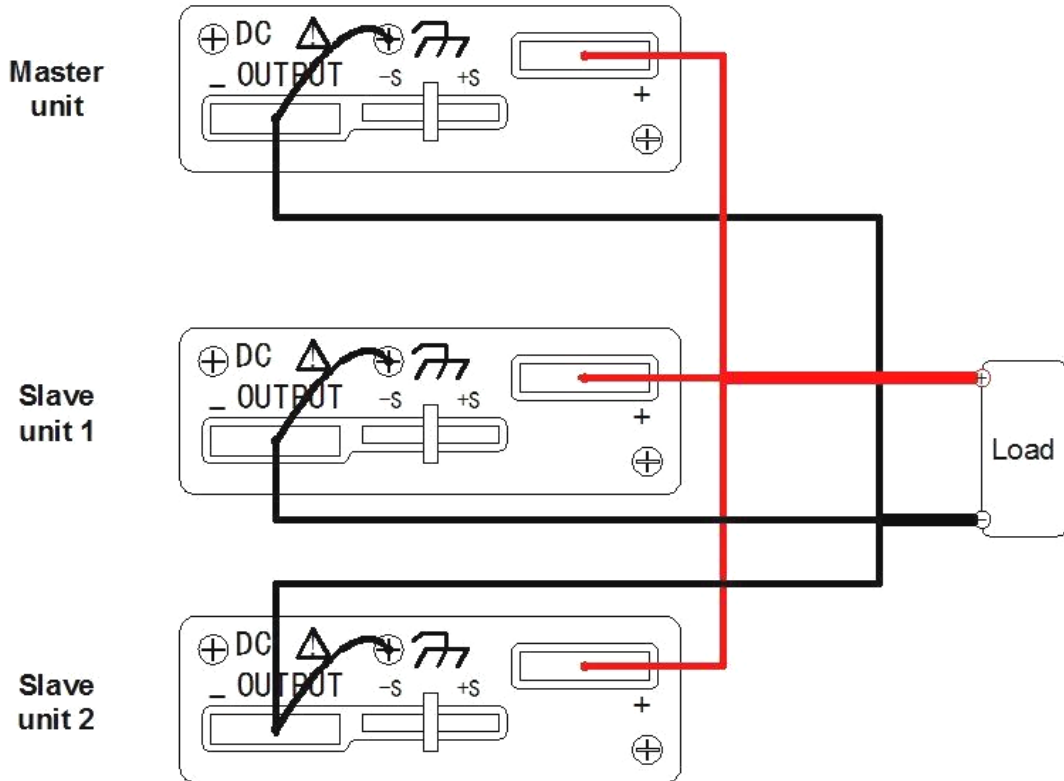 Master
unit
DC
_ OUTPUT
-S
+S
+
Slave
unit 1
DC
_ OUTPUT
-S
+S
+
+
Load
-
Slave
unit 2
DC
_ OUTPUT
-S
+S
+